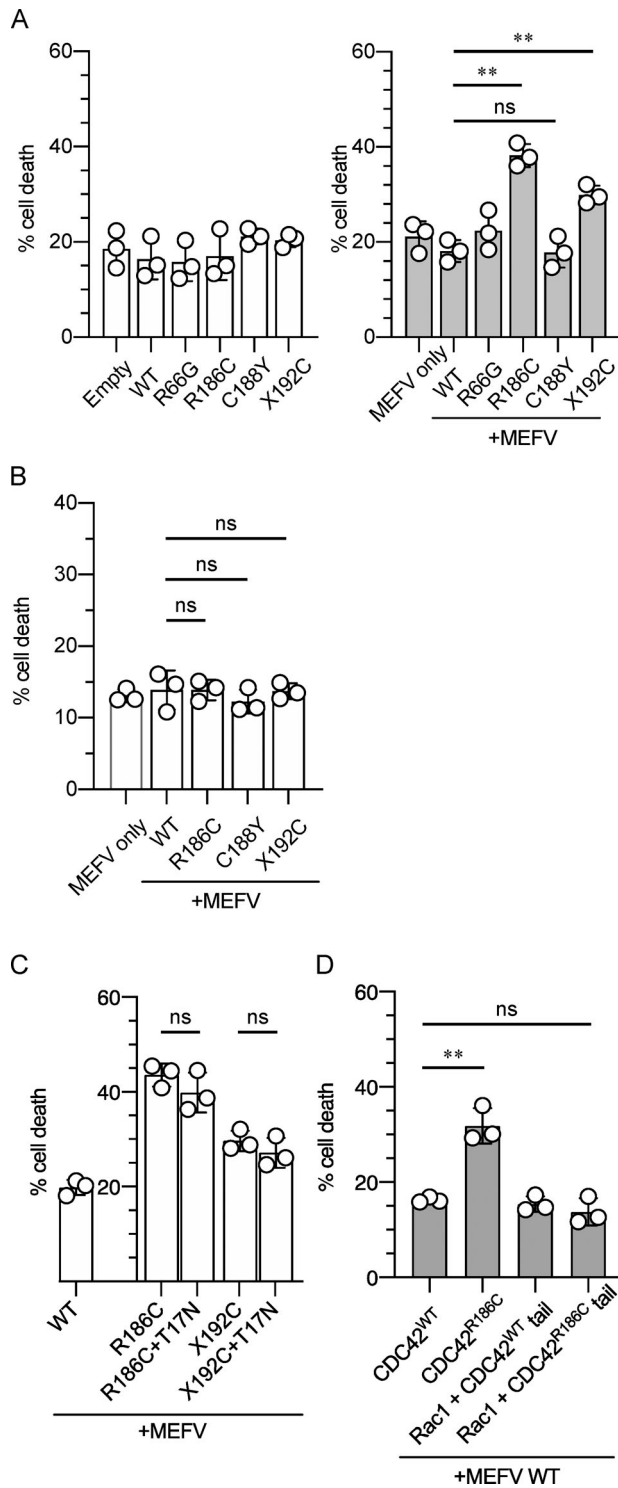 A
60
40
20
0
% cell death
Empty
WT
R66G
R186C
C188Y
X192C
60
40
20
0
% cell death
**
**
ns
MEFV only
WT
R66G
R186C
C188Y
X192C
+MEFV
B
40
30
20
10
0
% cell death
ns
ns
ns
MEFV only
WT
R186C
C188Y
X192C
+MEFV
C
60
40
20
% cell death
ns
ns
WT
R186C
R186C+T17N
X192C
X192C+T17N
+MEFV
D
60
40
20
0
% cell death
ns
**
CDC42WT
CDC42R186C
Rac1 + CDC42WT tail
Rac1 + CDC42R186C tail
+MEFV WT